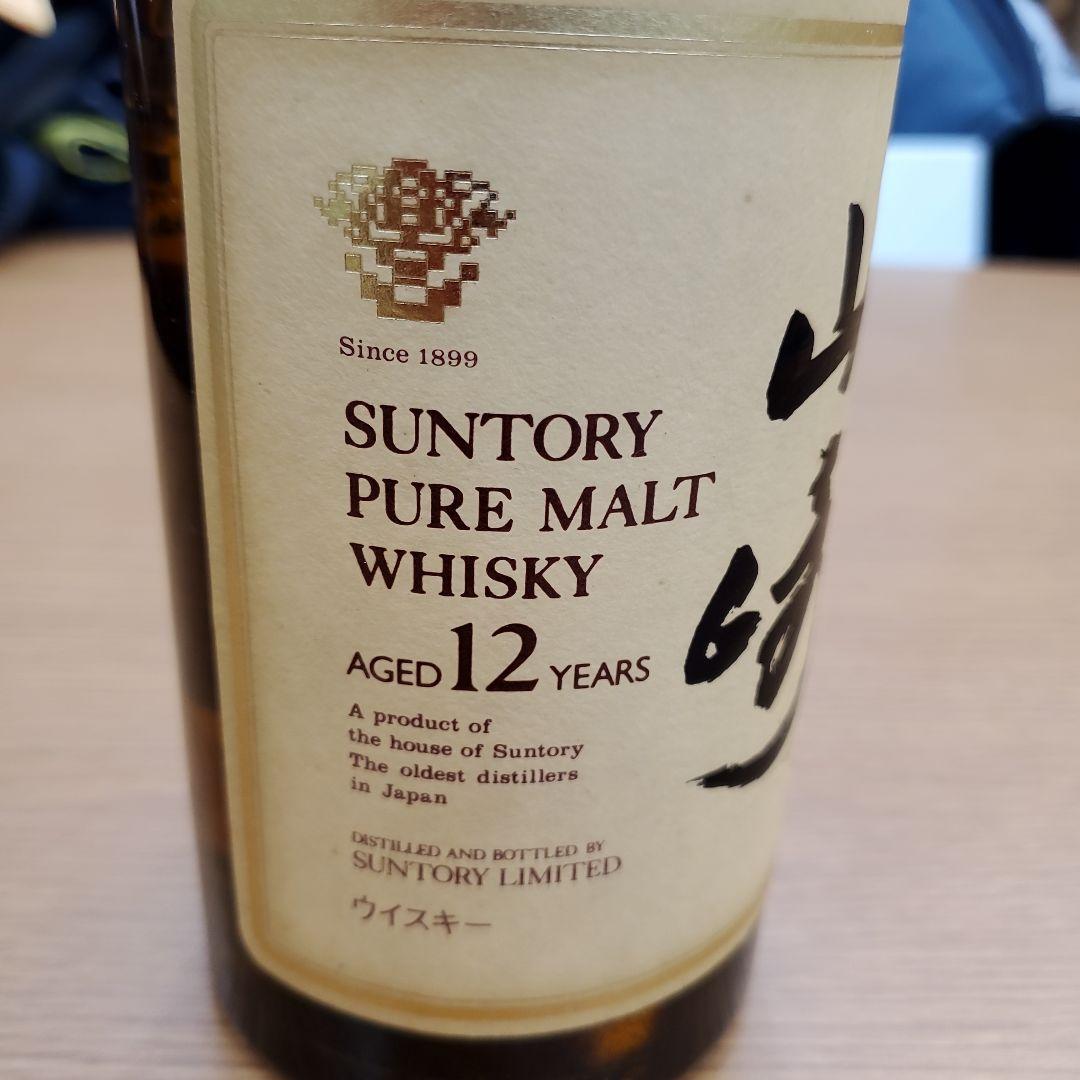 Since 1899
SUNTORY
PURE MALT
WHISKY
AGED 12 YEARS
A product of
the house of Suntory
The oldest distillers
in Japan
DISTILLED AND BOTTLED BY
SUNTORY LIMITED
ウイスキー
山崎